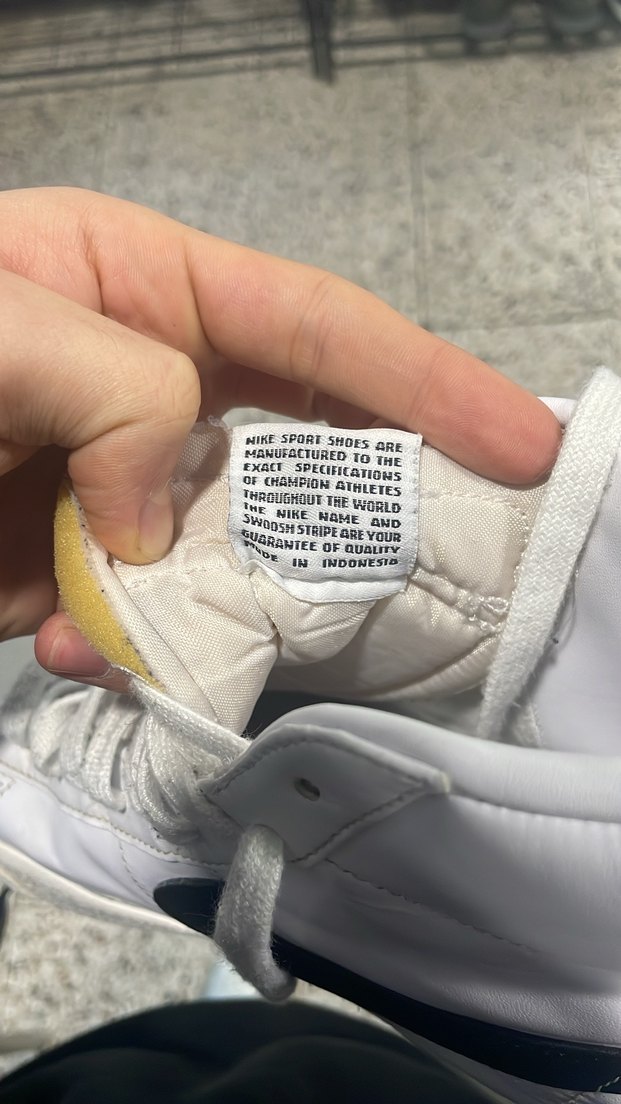 NIKE SPORT SHOES ARE
MANUFACTURED TO THE
EXACT SPECIFICATIONS
OF CHAMPION ATHLETES
THROUGHOUT THE WORLD
THE NIKE NAME AND
SWOOSH STRIPE ARE YOUR
GUARANTEE OF QUALITY
MADE IN INDONESIA